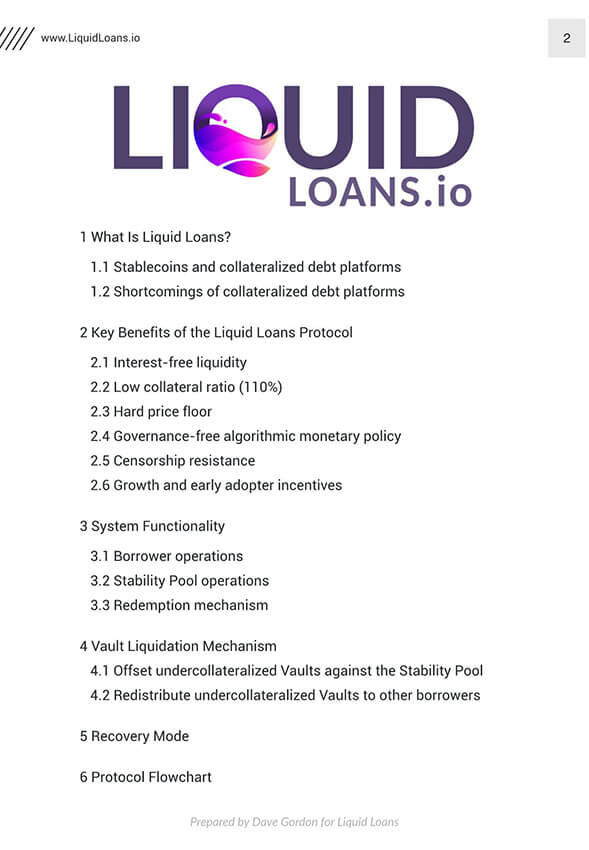 www.LiquidLoans.io
2
LIQUID
LOANS.io
1 What Is Liquid Loans?
1.1 Stablecoins and collateralized debt platforms
1.2 Shortcomings of collateralized debt platforms
2 Key Benefits of the Liquid Loans Protocol
2.1 Interest-free liquidity
2.2 Low collateral ratio (110%)
2.3 Hard price floor
2.4 Governance-free algorithmic monetary policy
2.5 Censorship resistance
2.6 Growth and early adopter incentives
3 System Functionality
3.1 Borrower operations
3.2 Stability Pool operations
3.3 Redemption mechanism
4 Vault Liquidation Mechanism
4.1 Offset undercollateralized Vaults against the Stability Pool
4.2 Redistribute undercollateralized Vaults to other borrowers
5 Recovery Mode
6 Protocol Flowchart
Prepared by Dave Gordon for Liquid Loans